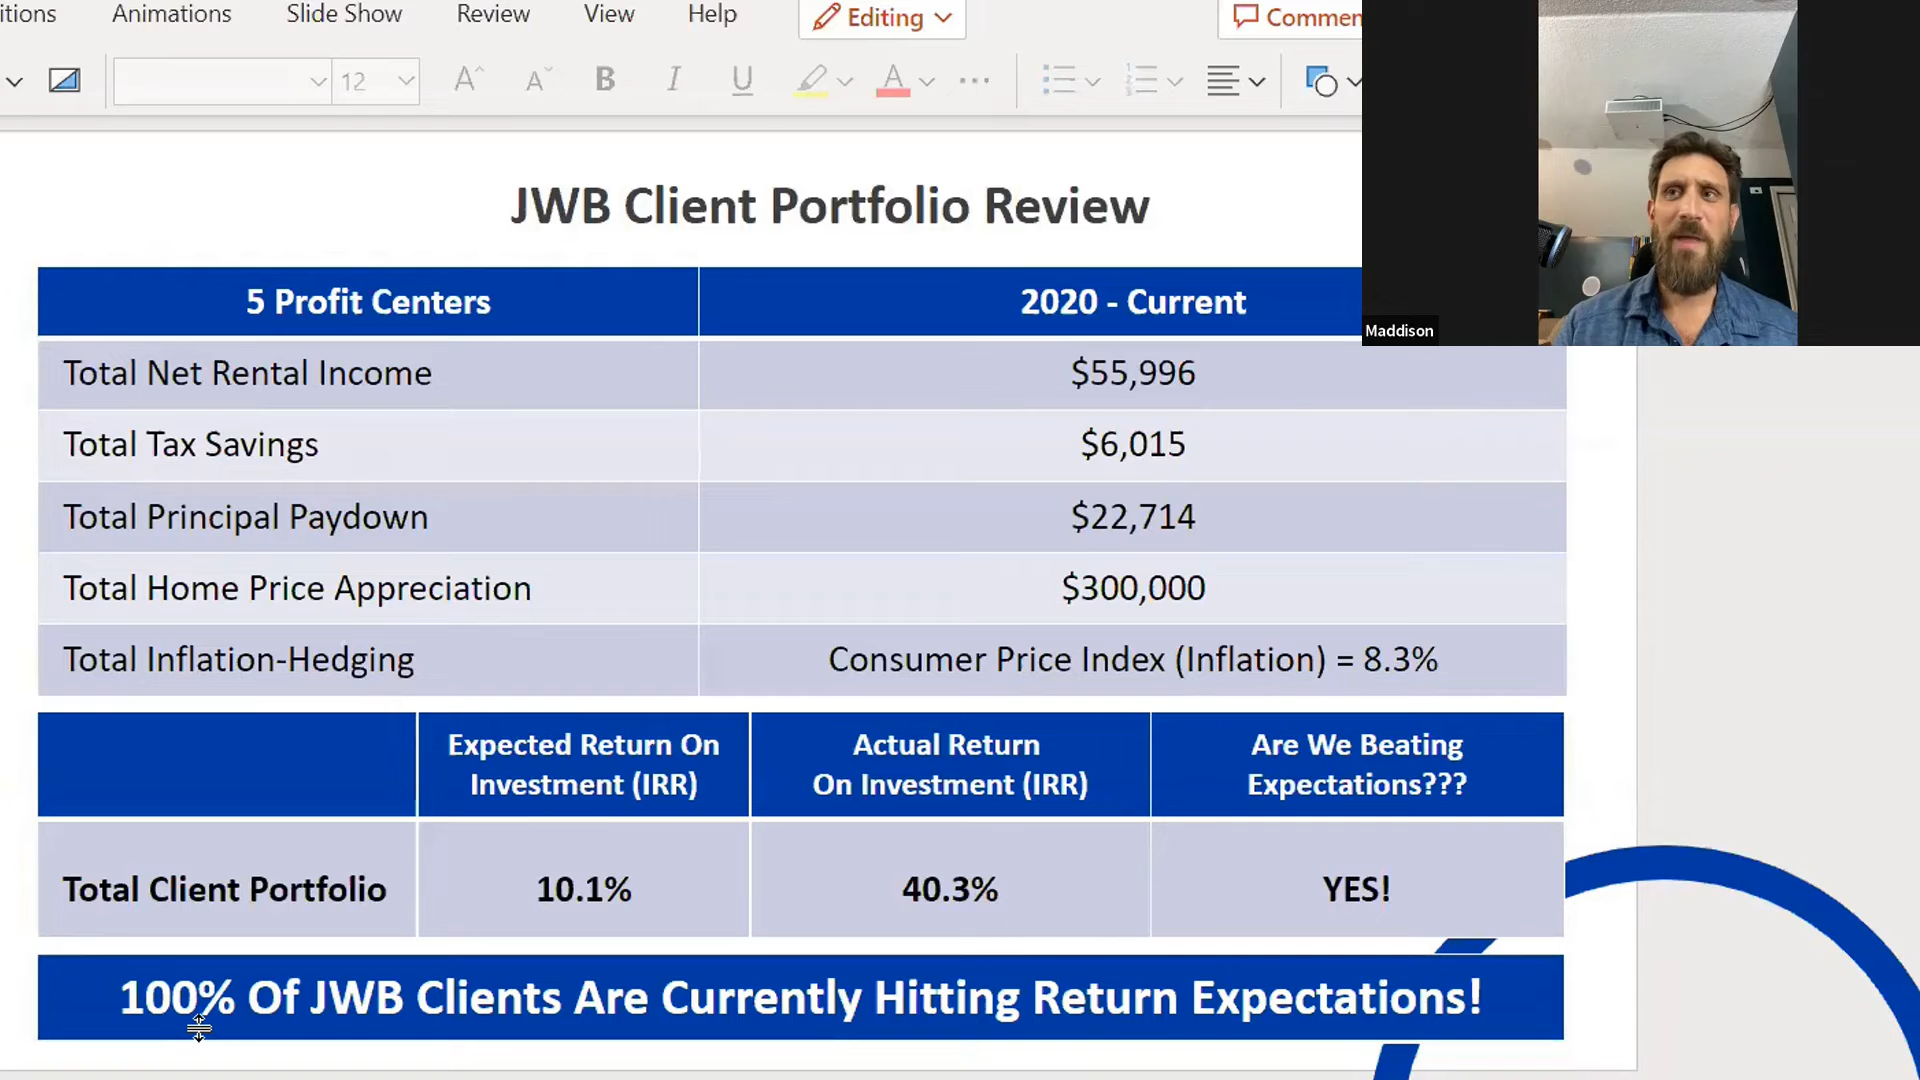 itions Animations Slide Show Review View Help Editing Commen
12 A A B I U A ...
Maddison
JWB Client Portfolio Review
5 Profit Centers 2020 - Current
Total Net Rental Income $55,996
Total Tax Savings $6,015
Total Principal Paydown $22,714
Total Home Price Appreciation $300,000
Total Inflation-Hedging Consumer Price Index (Inflation) = 8.3%
Expected Return On Investment (IRR)
Actual Return On Investment (IRR)
Are We Beating Expectations???
Total Client Portfolio 10.1% 40.3% YES!
100% Of JWB Clients Are Currently Hitting Return Expectations!